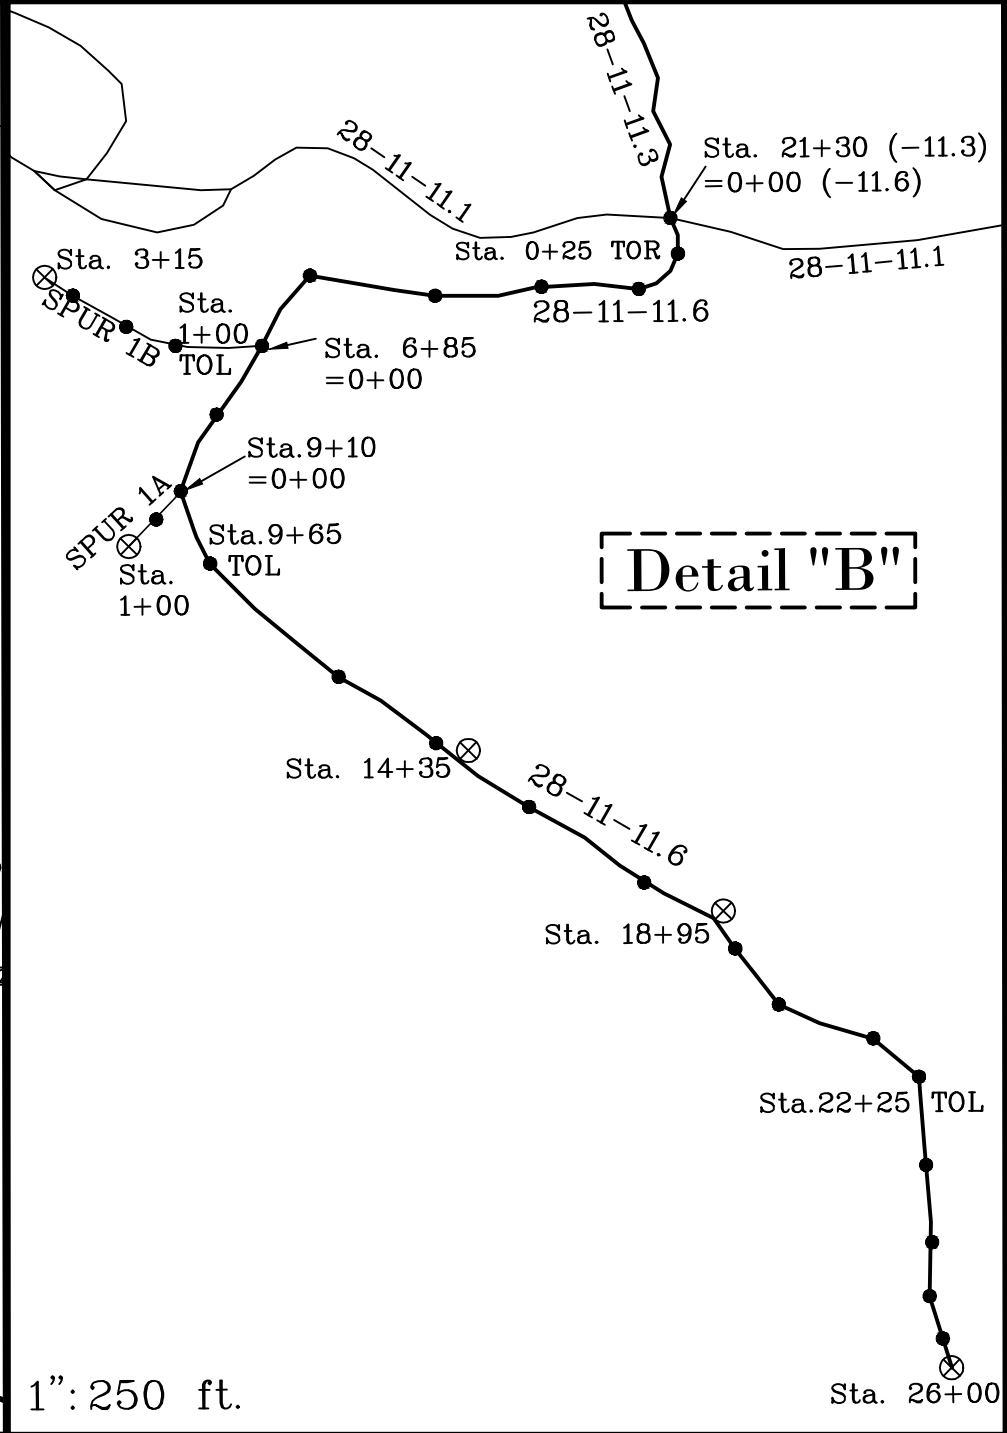 28-11-11.3
28-11-11.1
Sta. 21+30 (-11.3)
=0+00 (-11.6)
Sta. 0+25 TOR
28-11-11.1
Sta. 3+15
SPUR 1B
Sta.
1+00
TOL
28-11-11.6
Sta. 6+85
=0+00
Sta.9+10
=0+00
SPUR 1A
Sta.9+65
TOL
Sta.
1+00
Detail "B"
Sta. 14+35
28-11-11.6
Sta. 18+95
Sta.22+25 TOL
Sta. 26+00
1”: 250 ft.